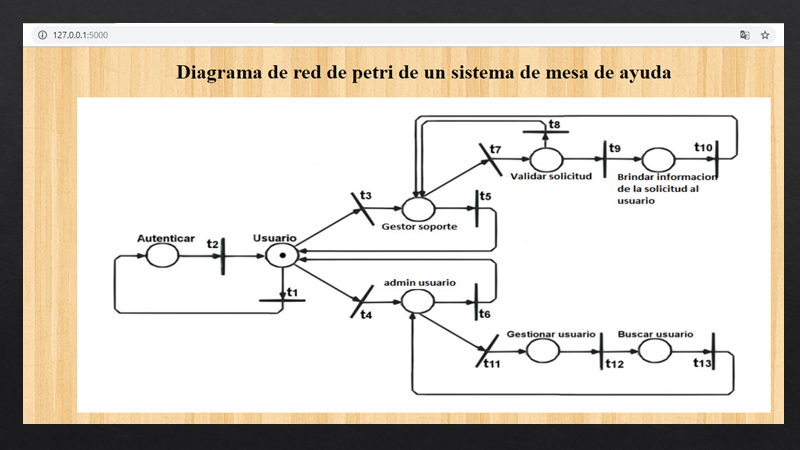 127.0.0.1:5000
Diagrama de red de petri de un sistema de mesa de ayuda
t8
t7
t9
t10
Validar solicitud
Brindar informacion
de la solicitud al
usuario
t3
t5
Gestor soporte
Autenticar
t2
Usuario
t1
admin usuario
t4
t6
Gestionar usuario
Buscar usuario
t11
t12
t13